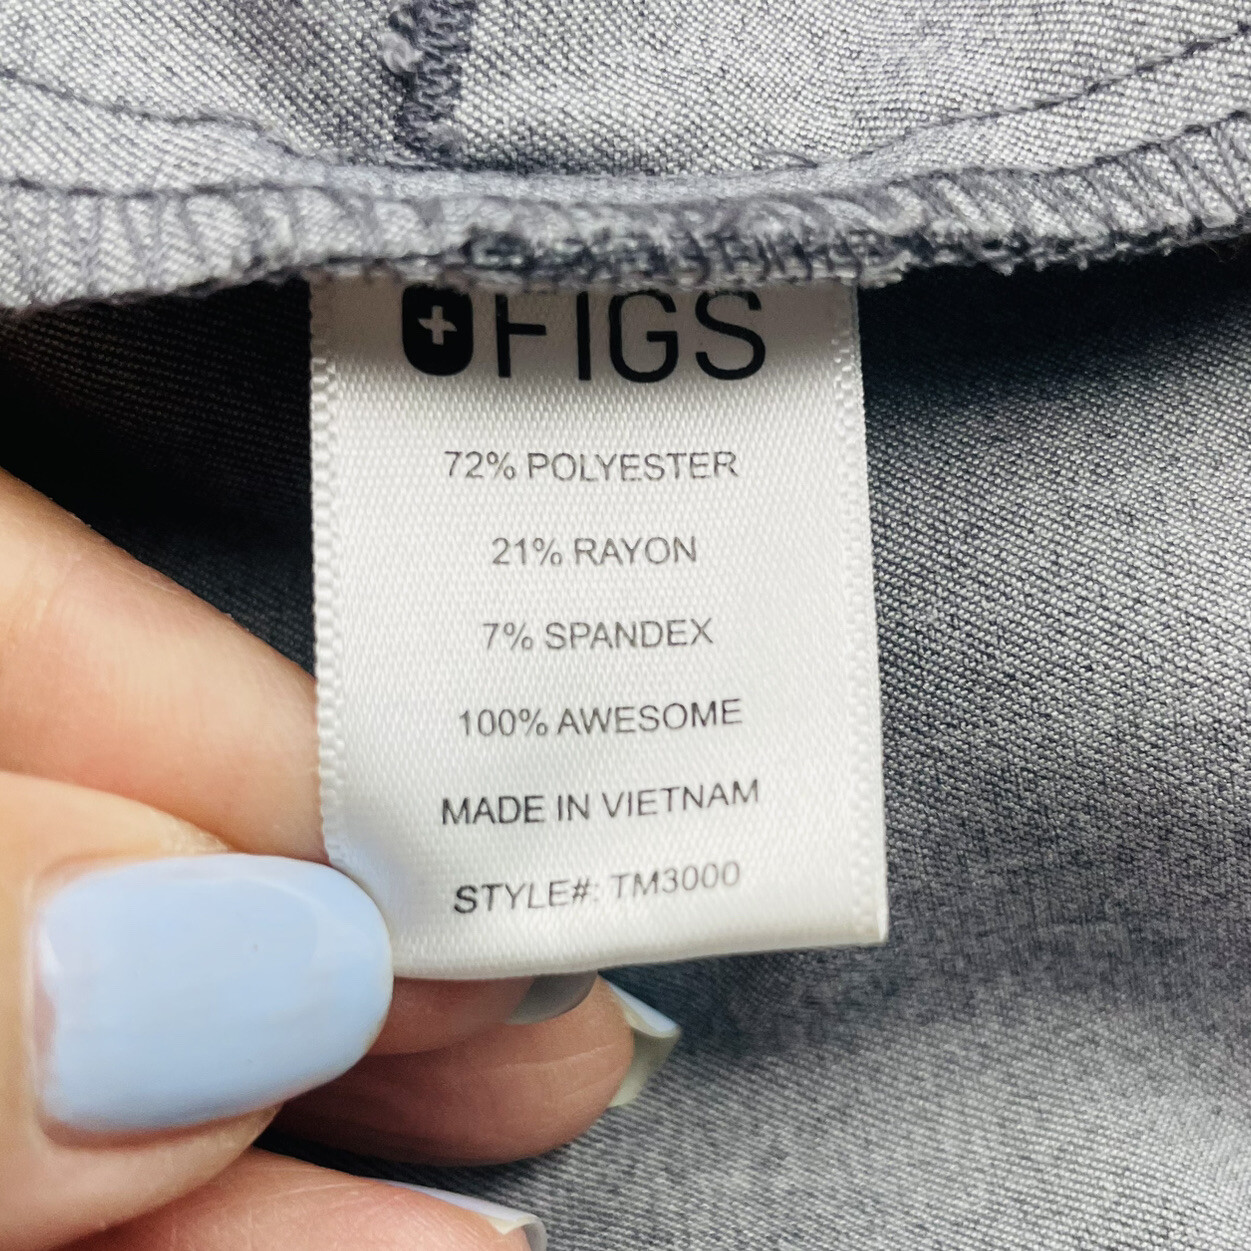 FIGS
72% POLYESTER
21% RAYON
7% SPANDEX
100% AWESOME
MADE IN VIETNAM
STYLE#: TM3000